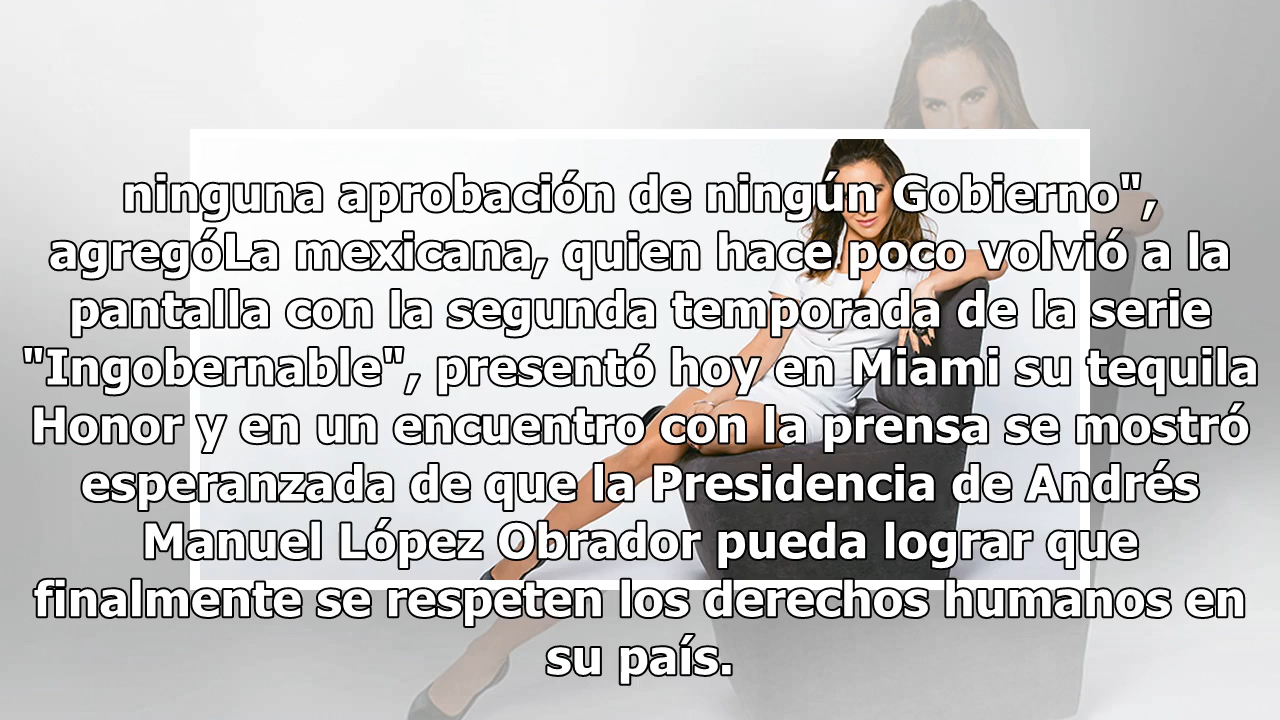 ninguna aprobación de ningún Gobierno",
agregóLa mexicana, quien hace poco volvió a la
pantalla con la segunda temporada de la serie
"Ingobernable", presentó hoy en Miami su tequila
Honor y en un encuentro con la prensa se mostró
esperanzada de que la Presidencia de Andrés
Manuel López Obrador pueda lograr que
finalmente se respeten los derechos humanos en
su país.